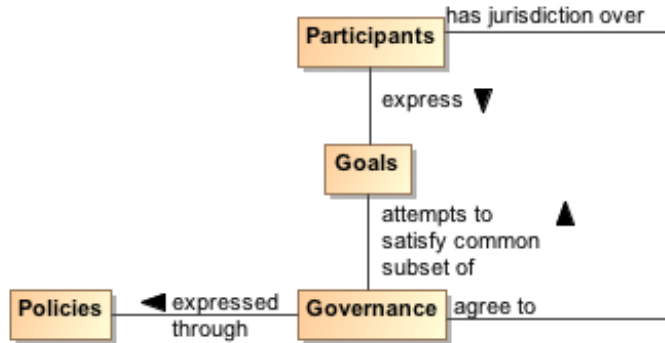 has jurisdiction over
Participants
express
Goals
attempts to
satisfy common
subset of
Policies
expressed
through
Governance
agree to